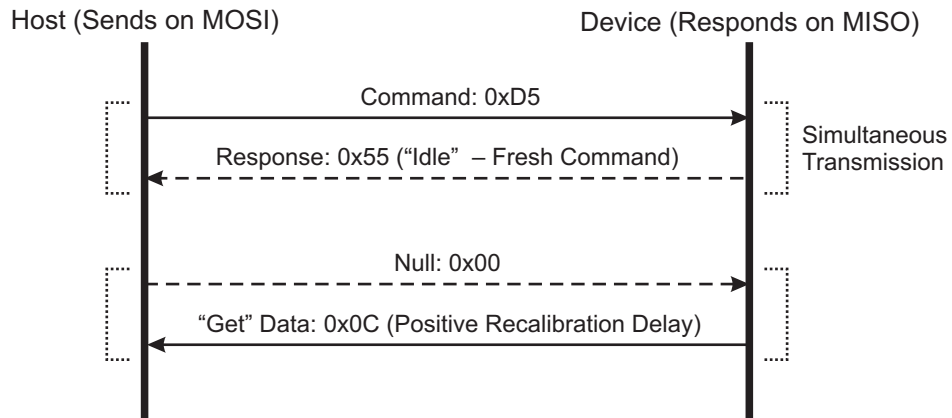 Host (Sends on MOSI)
Device (Responds on MISO)
Command: 0xD5
Response: 0x55 (“Idle” – Fresh Command)
Simultaneous
Transmission
Null: 0x00
“Get” Data: 0x0C (Positive Recalibration Delay)